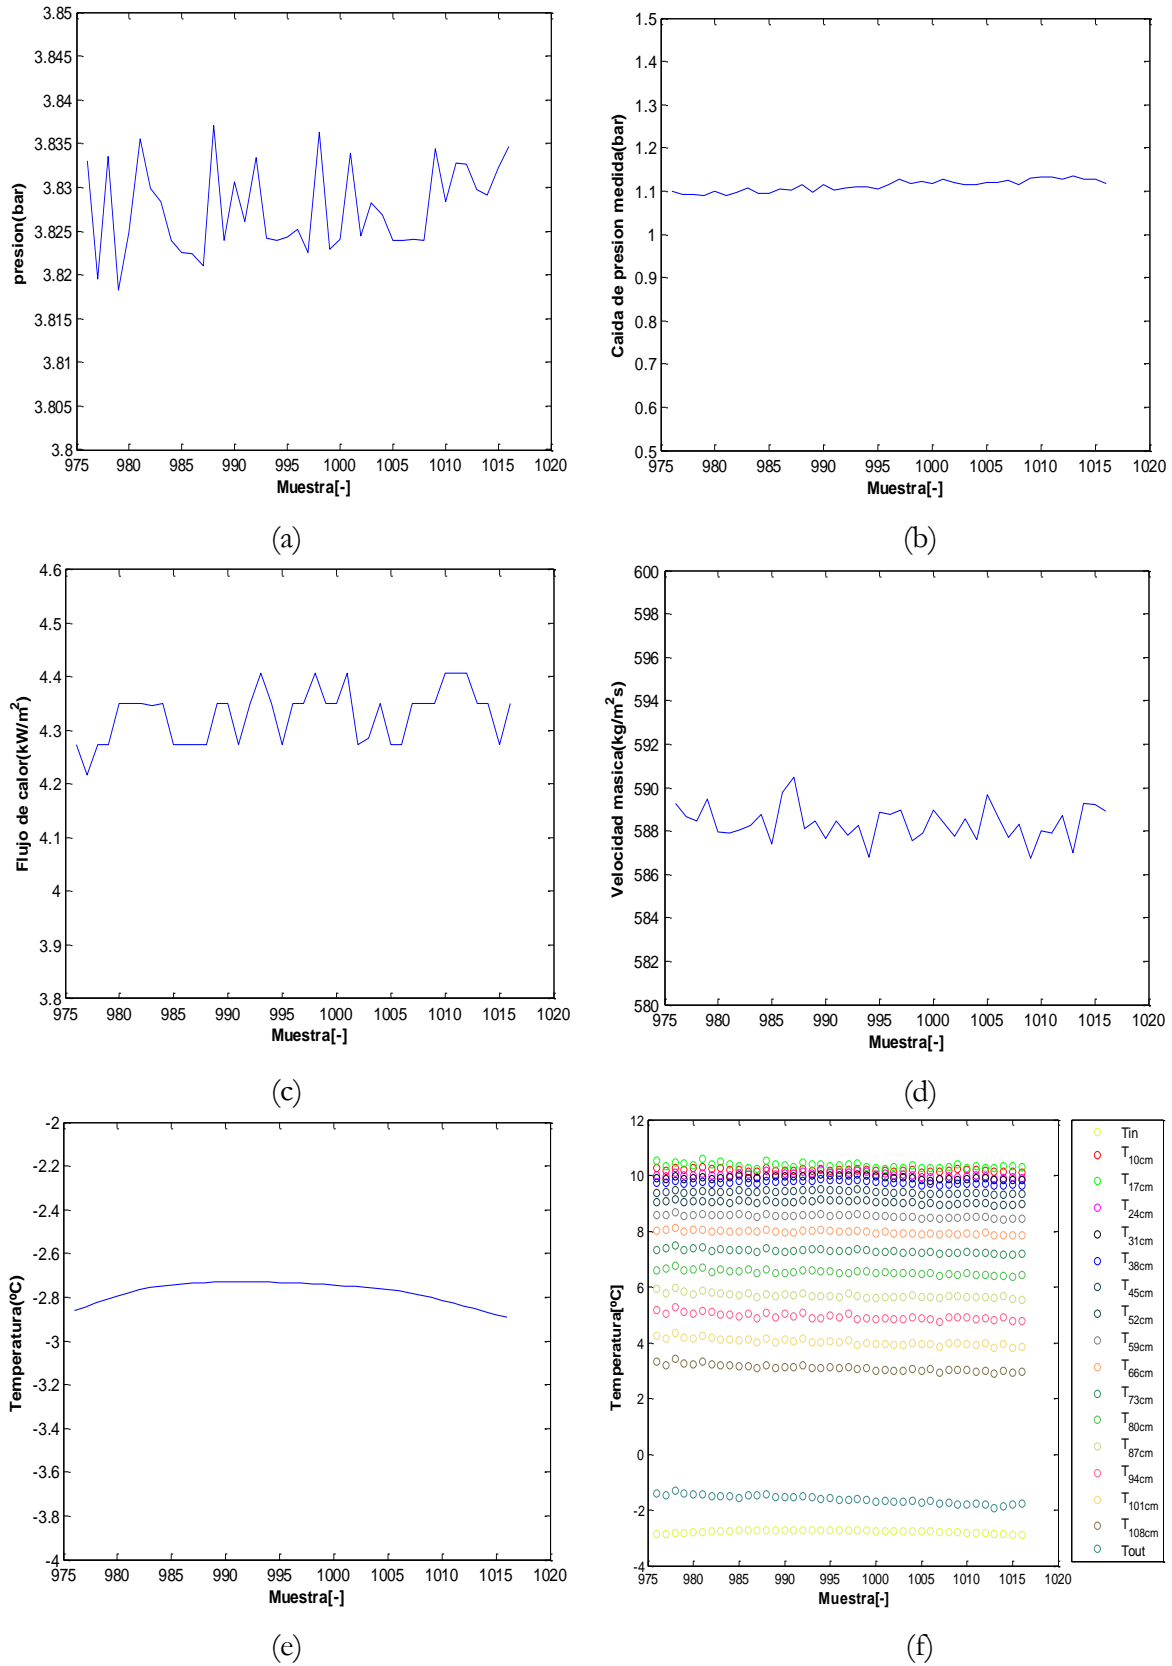 3.85
3.845
3.84
3.835
3.83
3.825
3.82
3.815
3.81
3.805
3.8
presion(bar)
975 980 985 990 995 1000 1005 1010 1015 1020
Muestra[-]
(a)
1.5
1.4
1.3
1.2
1.1
1
0.9
0.8
0.7
0.6
0.5
Caida de presion medida(bar)
975 980 985 990 995 1000 1005 1010 1015 1020
Muestra[-]
(b)
4.6
4.5
4.4
4.3
4.2
4.1
4
3.9
3.8
Flujo de calor(kW/m²)
975 980 985 990 995 1000 1005 1010 1015 1020
Muestra[-]
(c)
600
598
596
594
592
590
588
586
584
582
580
Velocidad masica(kg/m²s)
975 980 985 990 995 1000 1005 1010 1015 1020
Muestra[-]
(d)
-2
-2.2
-2.4
-2.6
-2.8
-3
-3.2
-3.4
-3.6
-3.8
-4
Temperatura(ºC)
975 980 985 990 995 1000 1005 1010 1015 1020
Muestra[-]
(e)
12
10
8
6
4
2
0
-2
-4
Temperatura[ºC]
975 980 985 990 995 1000 1005 1010 1015 1020
Muestra[-]
Tin
T10cm
T17cm
T24cm
T31cm
T38cm
T45cm
T52cm
T59cm
T66cm
T73cm
T80cm
T87cm
T94cm
T101cm
T108cm
Tout
(f)